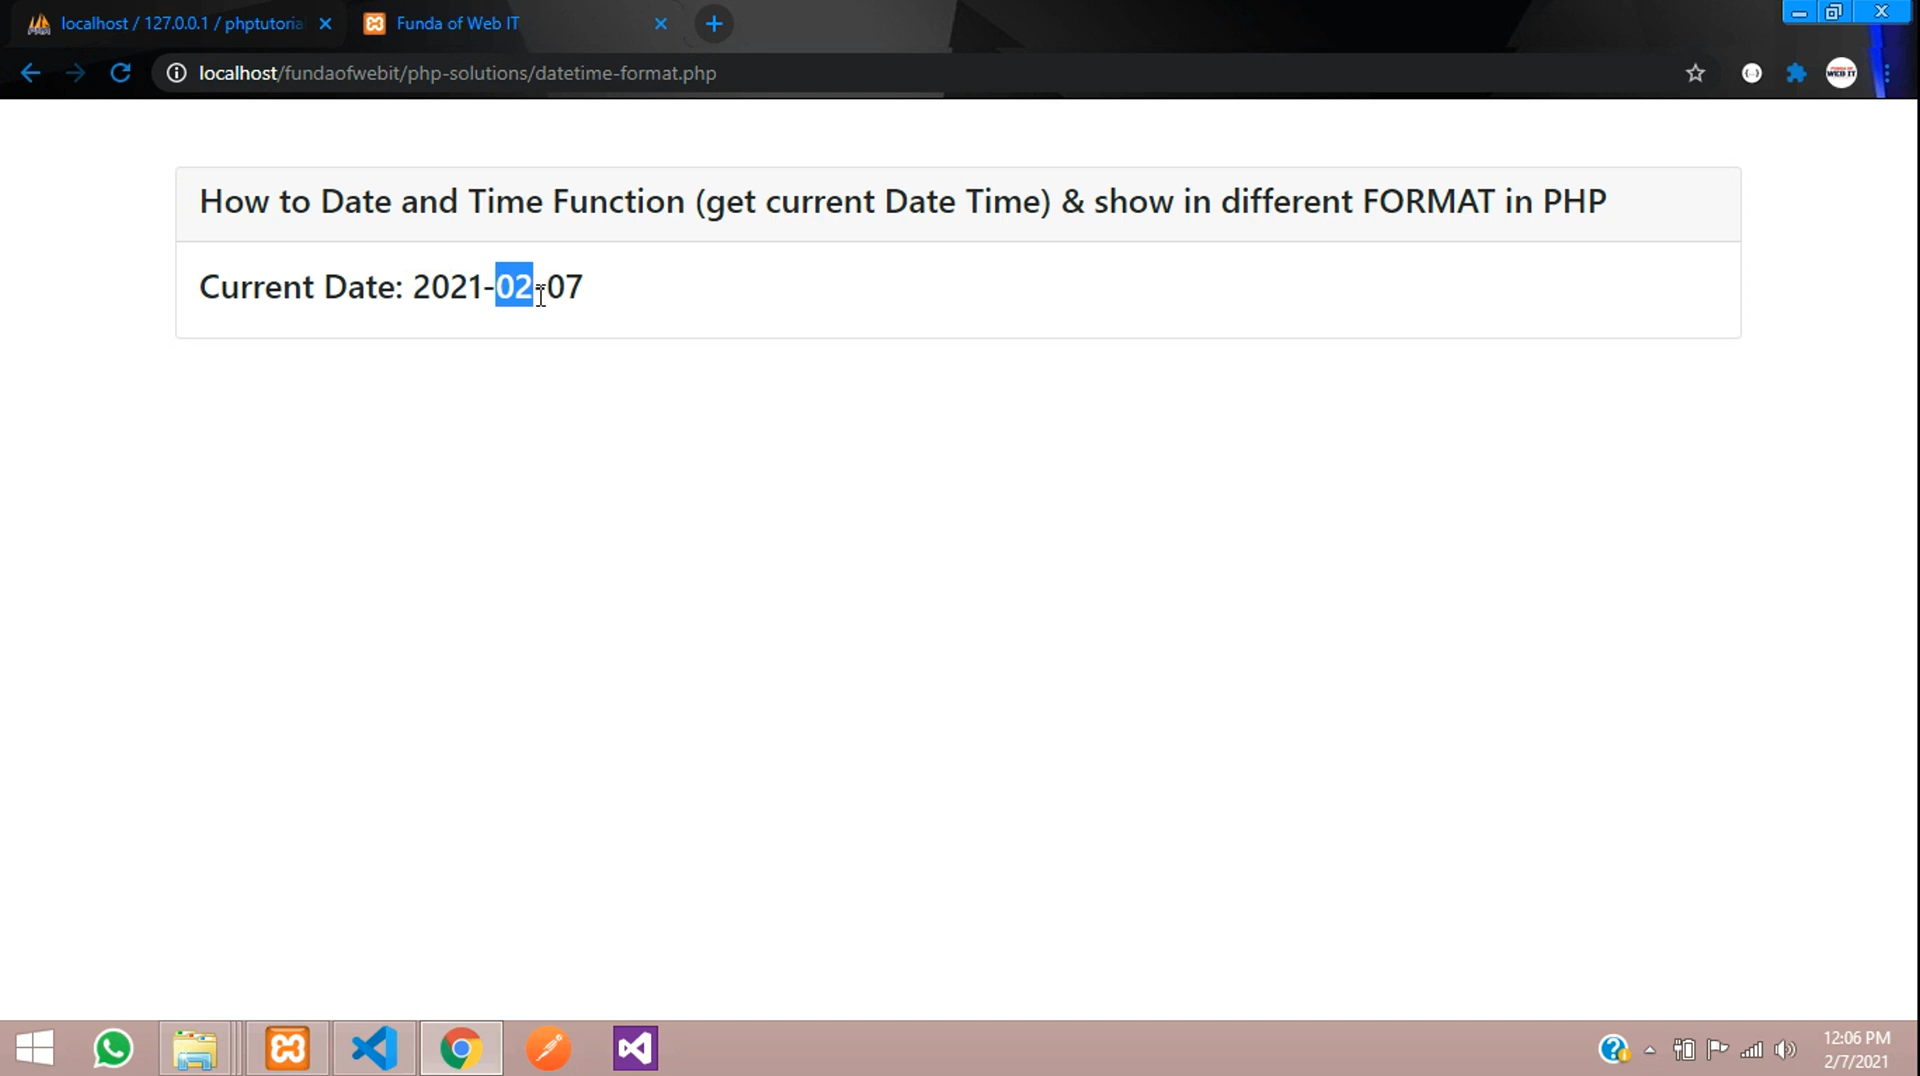 localhost / 127.0.0.1 / phptutoria
Funda of Web IT
localhost/fundaofwebit/php-solutions/datetime-format.php
WEB IT
How to Date and Time Function (get current Date Time) & show in different FORMAT in PHP
Current Date: 2021-02-07
12:06 PM
2/7/2021